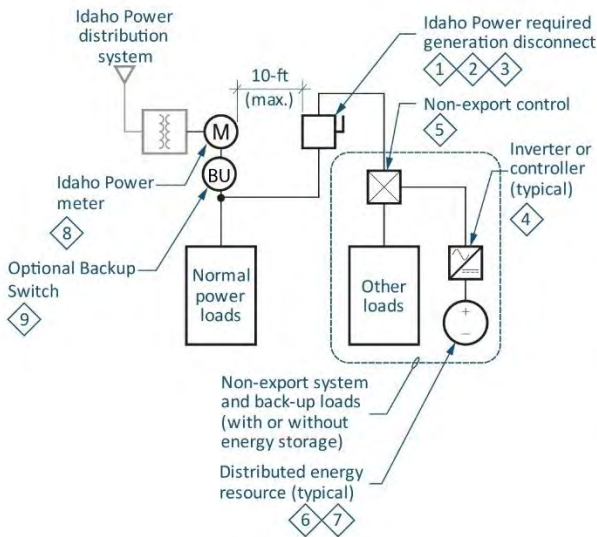 Idaho Power
distribution
system
10-ft
(max.)
Idaho Power required
generation disconnect
1 2 3
Non-export control
5
Inverter or
controller
(typical)
4
M
BU
Idaho Power
meter
8
Optional Backup
Switch
9
Normal
power
loads
Other
loads
+
–
Non-export system
and back-up loads
(with or without
energy storage)
Distributed energy
resource (typical)
6 7